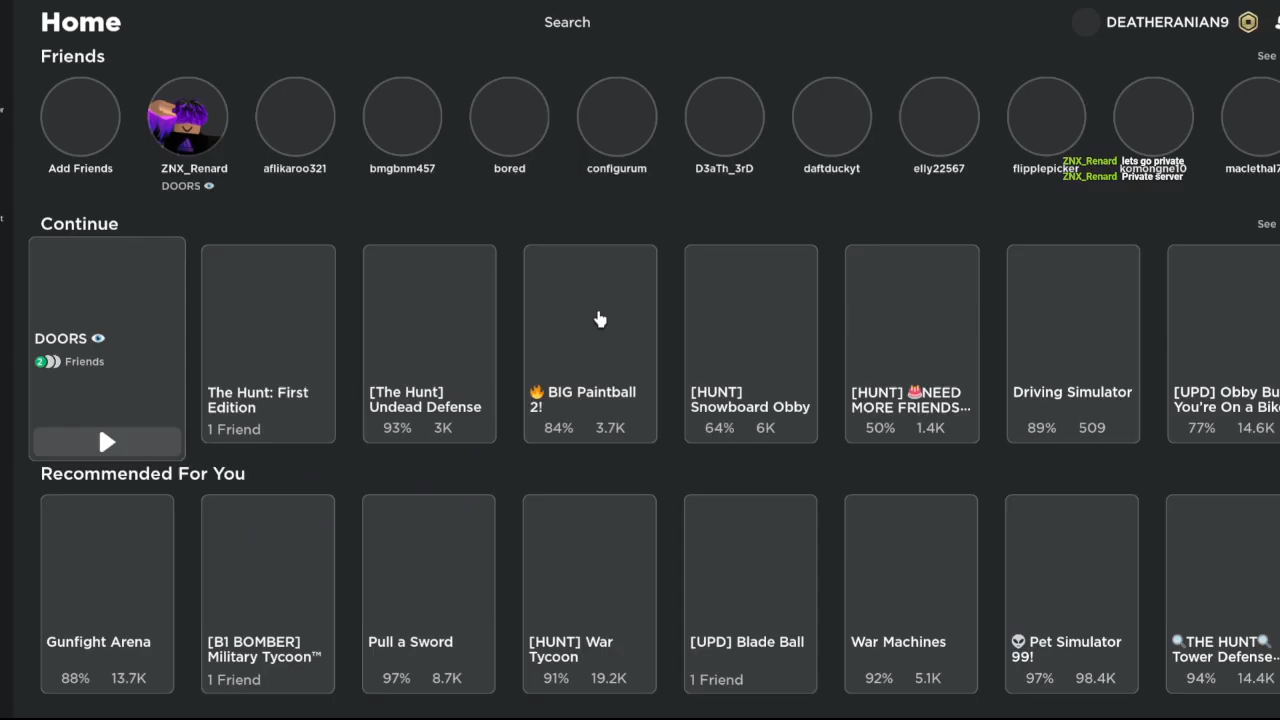 Home
Search
DEATHERANIAN9
Friends
See
Add Friends
ZNX_Renard
DOORS 👁
aflikaroo321
bmgbnm457
bored
configurum
D3aTh_3rD
daftduckyt
elly22567
flipplepicker
komongne10
maclethal7
ZNX_Renard lets go private
ZNX_Renard Private server
Continue
See
DOORS 👁
2 Friends
The Hunt: First
Edition
1 Friend
[The Hunt]
Undead Defense
93% 3K
🔥 BIG Paintball
2!
84% 3.7K
[HUNT]
Snowboard Obby
64% 6K
[HUNT] 🎂NEED
MORE FRIENDS...
50% 1.4K
Driving Simulator
89% 509
[UPD] Obby Bu
You're On a Bik
77% 14.6K
Recommended For You
Gunfight Arena
88% 13.7K
[B1 BOMBER]
Military Tycoon™
1 Friend
Pull a Sword
97% 8.7K
[HUNT] War
Tycoon
91% 19.2K
[UPD] Blade Ball
1 Friend
War Machines
92% 5.1K
👽 Pet Simulator
99!
97% 98.4K
🔍THE HUNT🔍
Tower Defense...
94% 14.4K